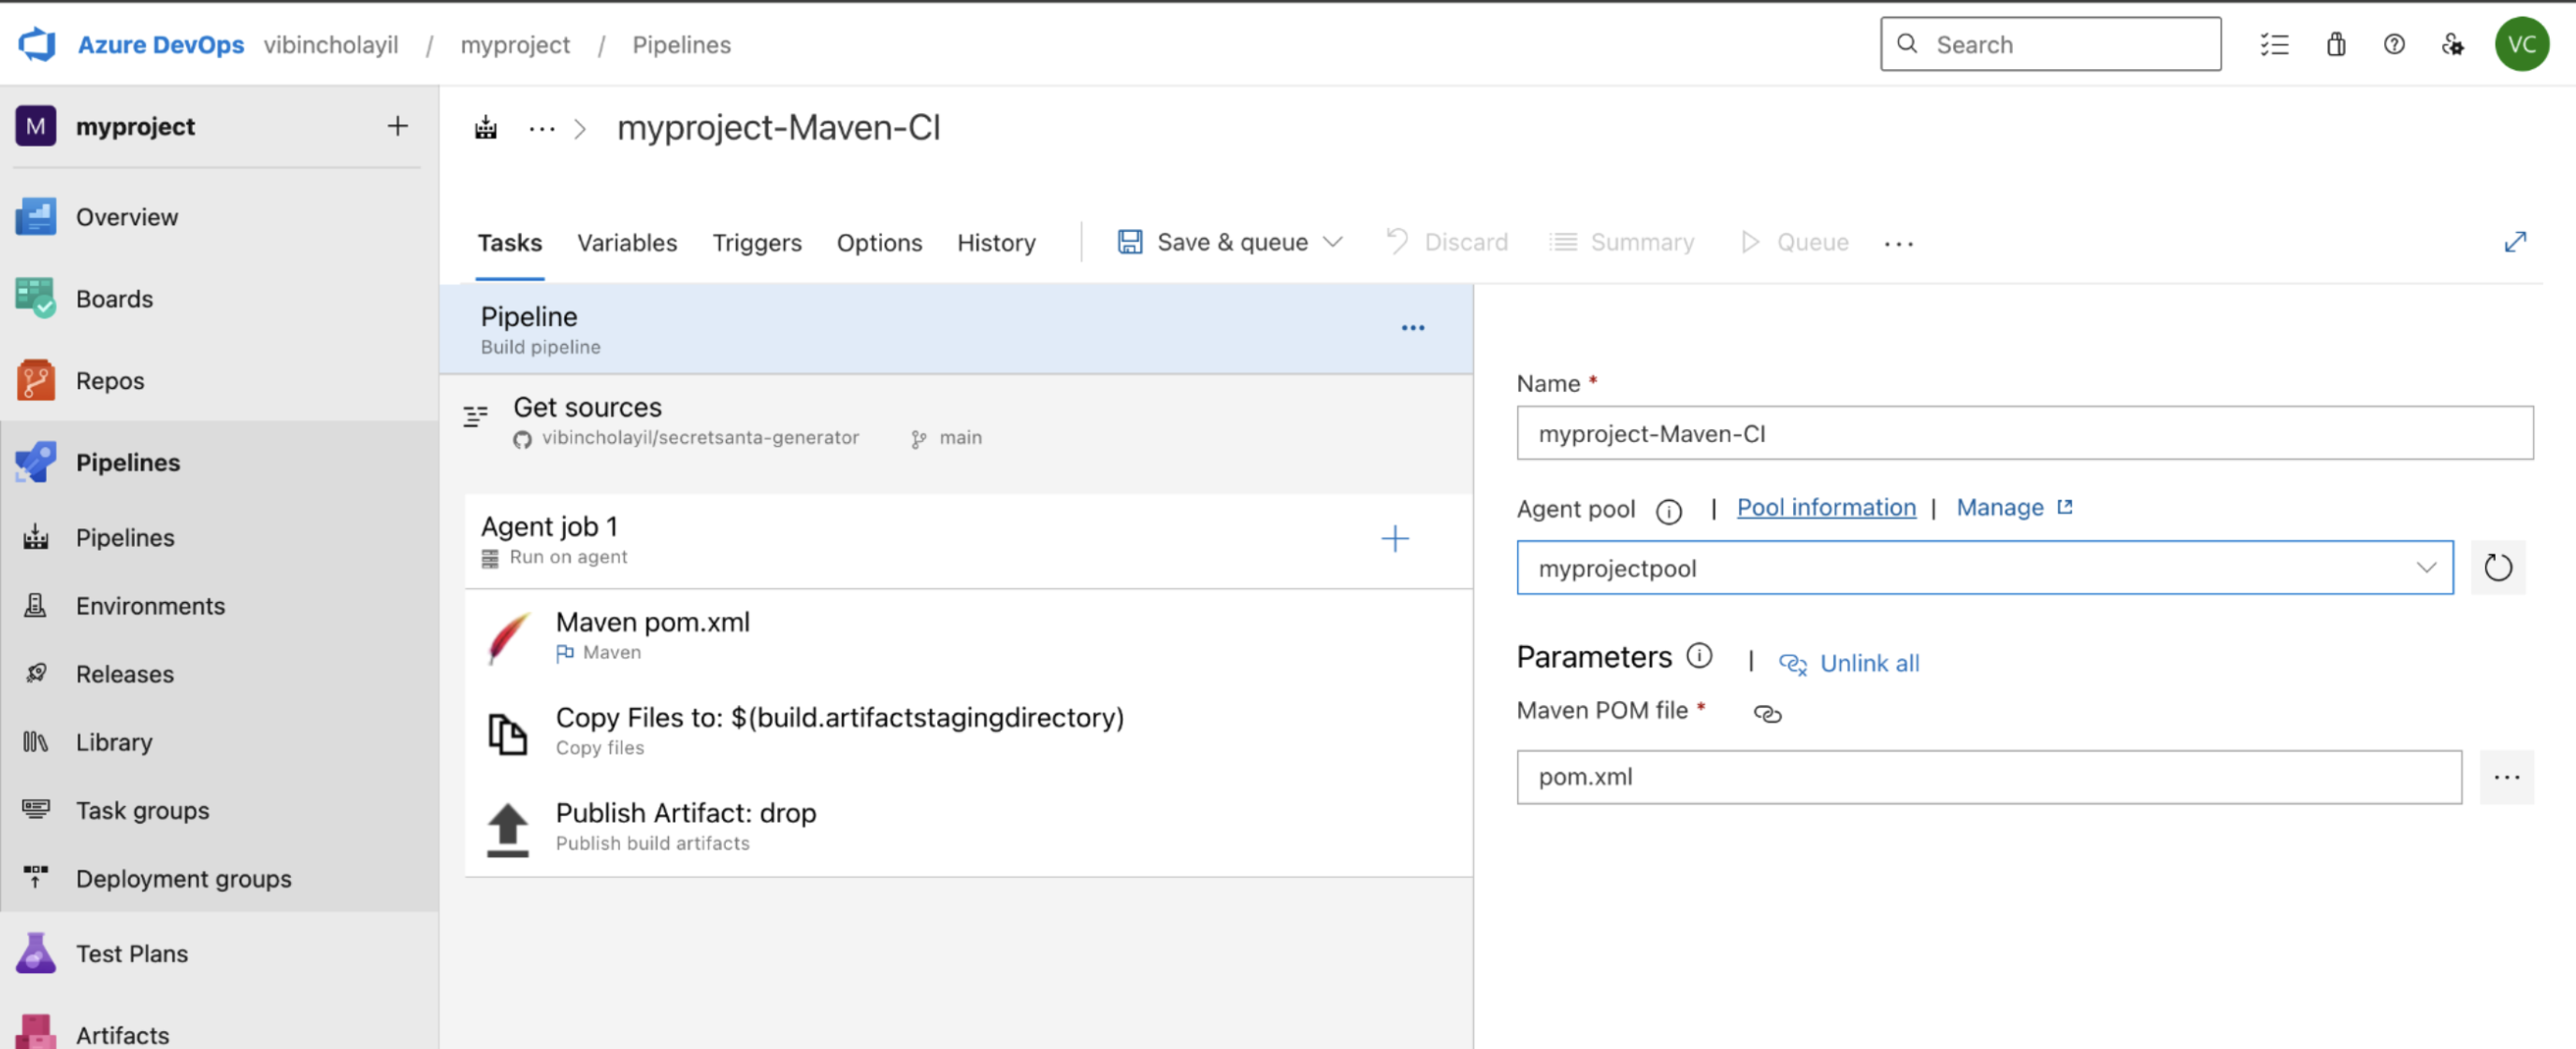 Azure DevOps vibincholayil / myproject / Pipelines
Search
VC
M myproject
Overview
Boards
Repos
Pipelines
Pipelines
Environments
Releases
Library
Task groups
Deployment groups
Test Plans
Artifacts
... > myproject-Maven-CI
Tasks Variables Triggers Options History Save & queue Discard Summary Queue ...
Pipeline
Build pipeline
Get sources
vibincholayil/secretsanta-generator main
Agent job 1
Run on agent
Maven pom.xml
Maven
Copy Files to: $(build.artifactstagingdirectory)
Copy files
Publish Artifact: drop
Publish build artifacts
Name *
myproject-Maven-CI
Agent pool | Pool information | Manage
myprojectpool
Parameters | Unlink all
Maven POM file *
pom.xml